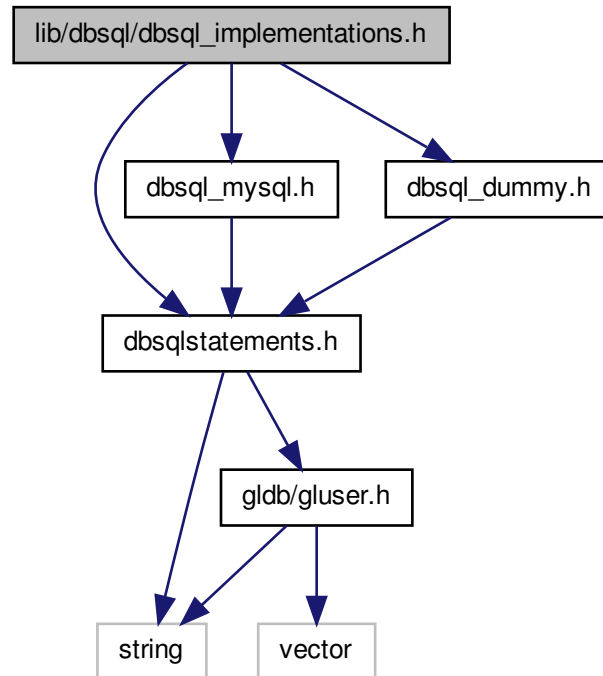 lib/dbsql/dbsql_implementations.h
dbsql_mysql.h
dbsql_dummy.h
dbsqlstatements.h
gldb/gluser.h
string
vector